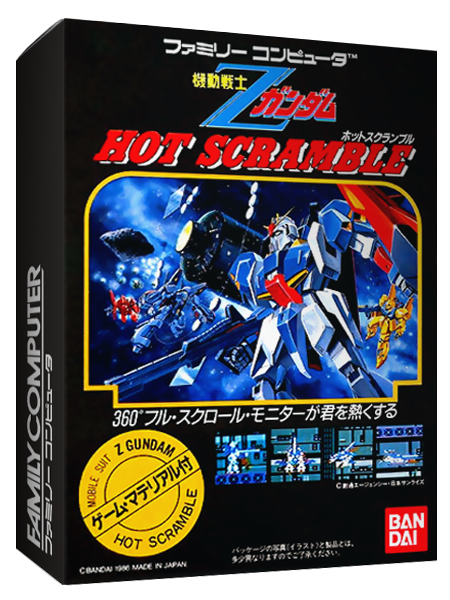 ファミリー コンピュータ™
機動戦士
Zガンダム
ホットスクランブル
HOT SCRAMBLE
360°フル・スクロール・モニターが君を熱くする
MOBILE SUIT Z GUNDAM
ゲーム・マテリアル付
HOT SCRAMBLE
©創通エージェンシー・日本サンライズ
パッケージの写真(イラスト)と製品とは、
多少異なりますのでご了承ください。
BAN
DAI
©BANDAI 1986 MADE IN JAPAN
FAMILY COMPUTER
ファミリー コンピュータ